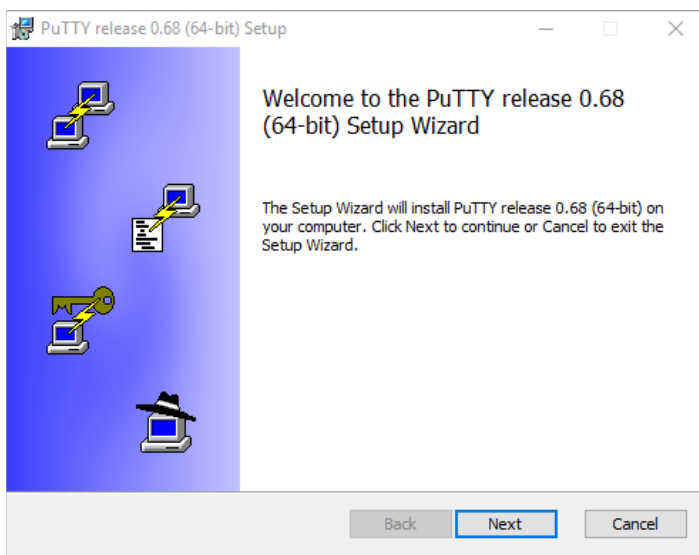 PuTTY release 0.68 (64-bit) Setup
Welcome to the PuTTY release 0.68
(64-bit) Setup Wizard
The Setup Wizard will install PuTTY release 0.68 (64-bit) on
your computer. Click Next to continue or Cancel to exit the
Setup Wizard.
Back Next Cancel